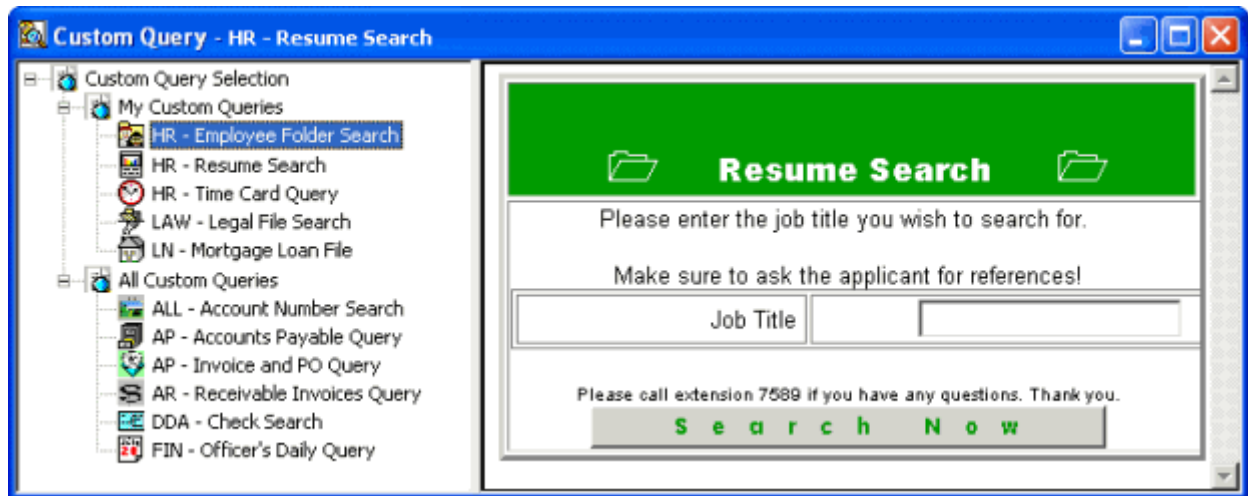 Custom Query - HR - Resume Search
Custom Query Selection
My Custom Queries
HR - Employee Folder Search
HR - Resume Search
HR - Time Card Query
LAW - Legal File Search
LN - Mortgage Loan File
All Custom Queries
ALL - Account Number Search
AP - Accounts Payable Query
AP - Invoice and PO Query
AR - Receivable Invoices Query
DDA - Check Search
FIN - Officer's Daily Query
Resume Search
Please enter the job title you wish to search for.
Make sure to ask the applicant for references!
Job Title
Please call extension 7589 if you have any questions. Thank you.
Search Now